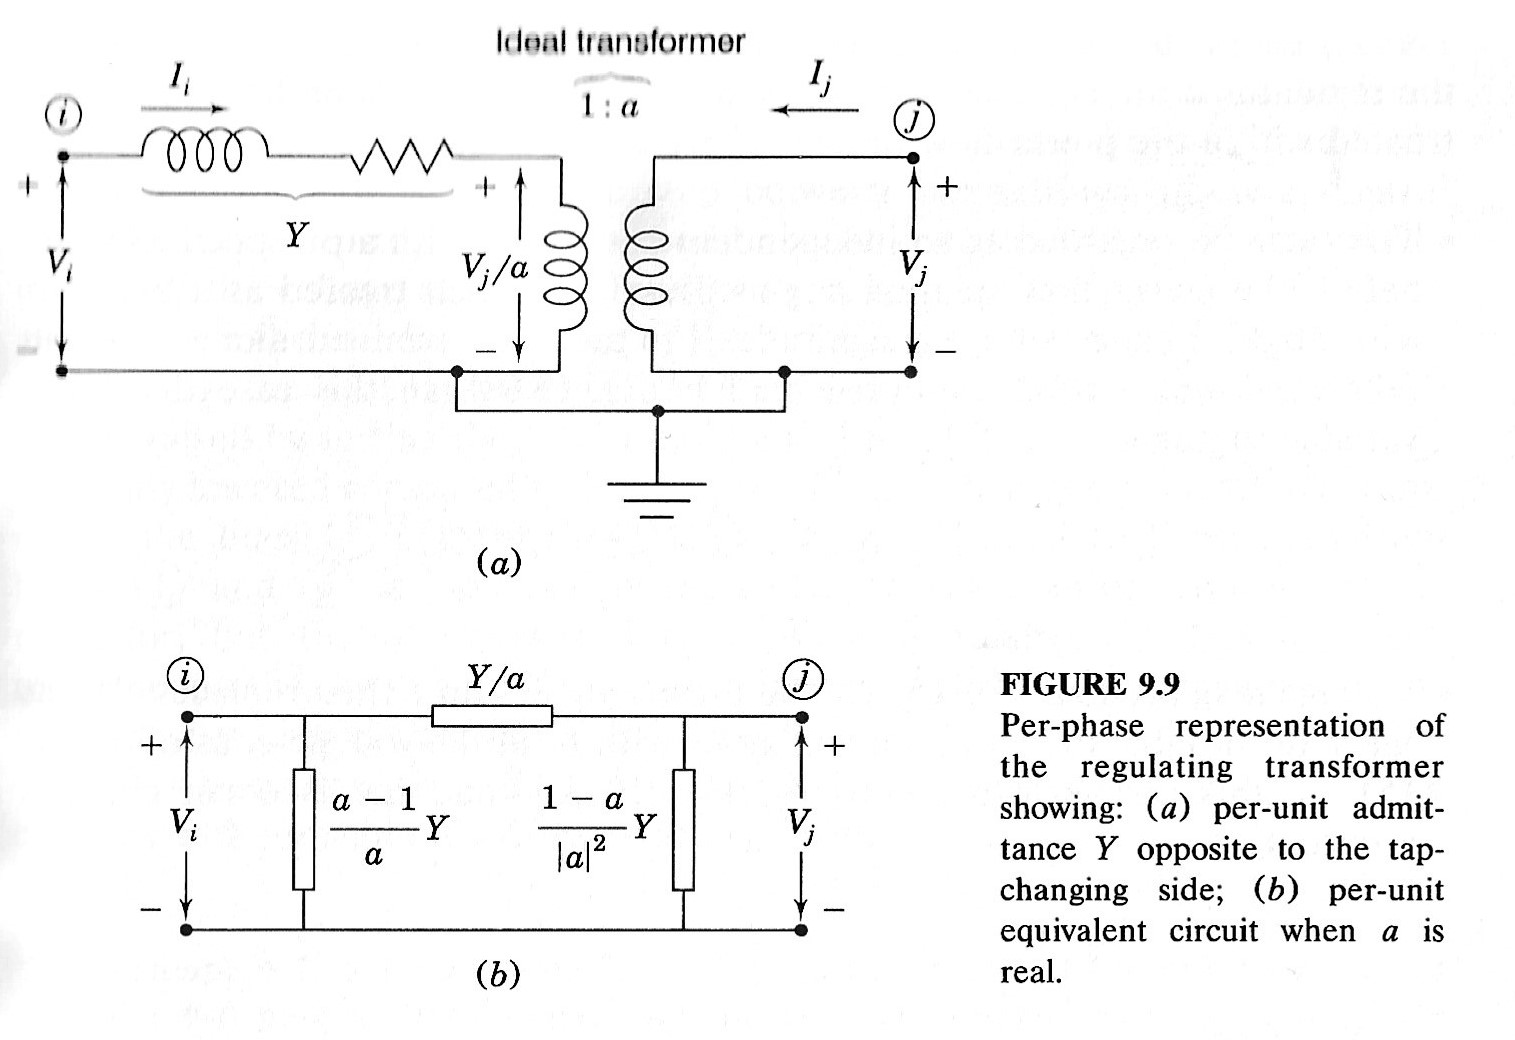 Ideal transformer
1 : a
I_i
I_j
i
j
+
+
+
Y
V_i
V_j/a
V_j
−
−
−
(a)
i
Y/a
j
+
+
V_i
a − 1
a
Y
1 − a
|a|²
Y
V_j
−
−
(b)
FIGURE 9.9
Per-phase representation of
the regulating transformer
showing: (a) per-unit admit-
tance Y opposite to the tap-
changing side; (b) per-unit
equivalent circuit when a is
real.